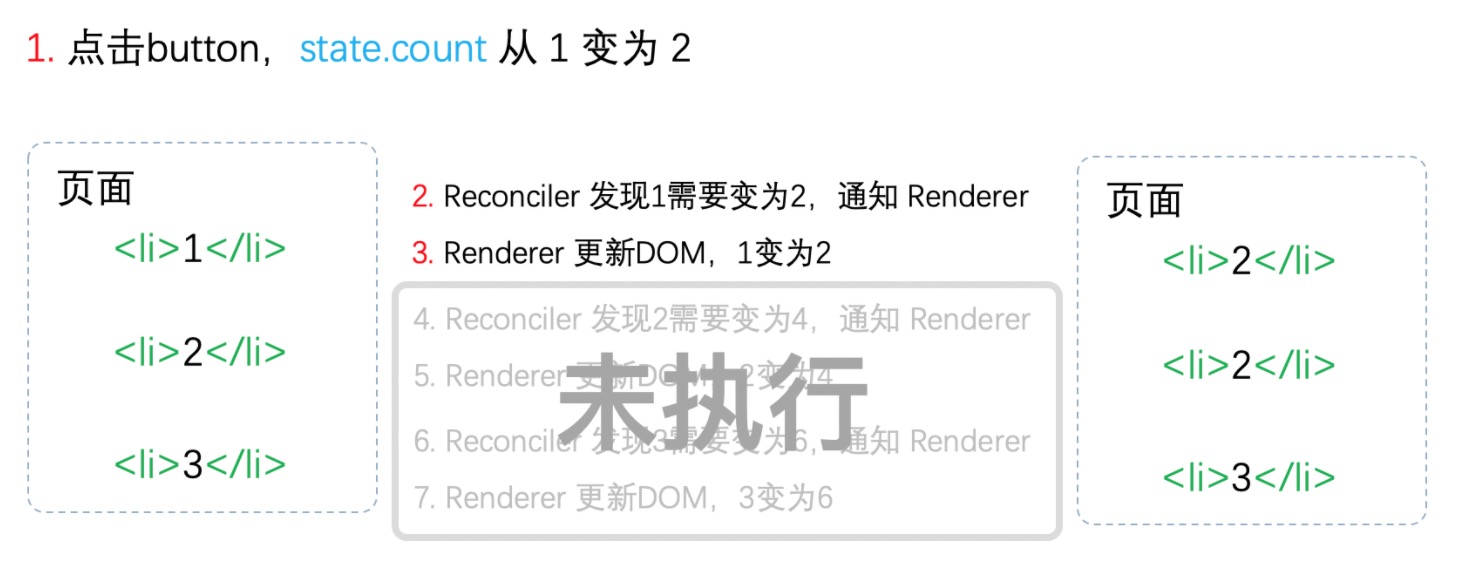 1. 点击button，state.count 从 1 变为 2
页面
<li>1</li>
<li>2</li>
<li>3</li>
2. Reconciler 发现1需要变为2，通知 Renderer
3. Renderer 更新DOM，1变为2
4. Reconciler 发现2需要变为4，通知 Renderer
5. Renderer 更新DOM，2变为4
6. Reconciler 发现3需要变为6，通知 Renderer
7. Renderer 更新DOM，3变为6
未执行
页面
<li>2</li>
<li>2</li>
<li>3</li>